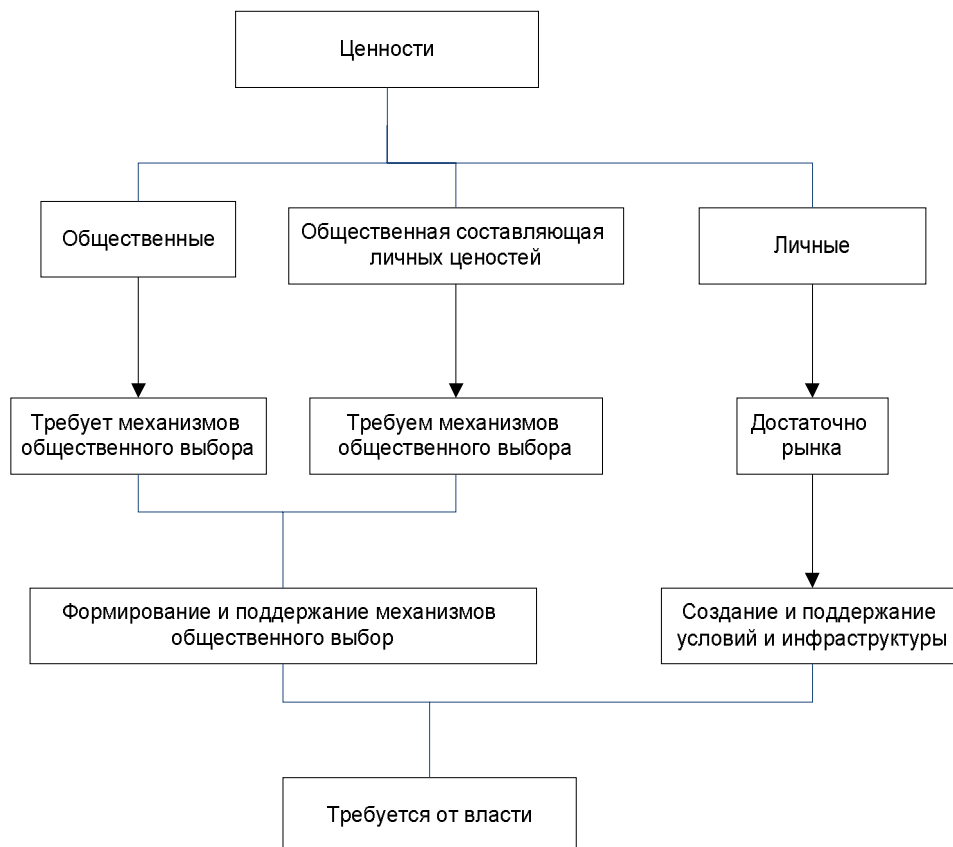 Ценности
Общественные
Общественная составляющая
личных ценостей
Личные
Требует механизмов
общественного выбора
Требуем механизмов
общественного выбора
Достаточно
рынка
Формирование и поддержание механизмов
общественного выбор
Создание и поддержание
условий и инфраструктуры
Требуется от власти